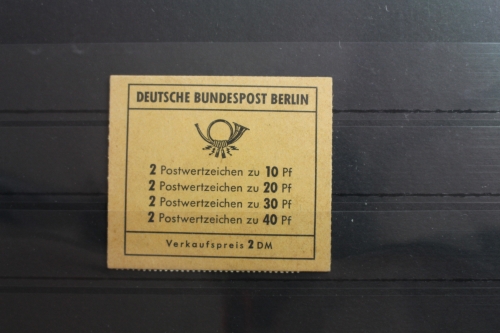 DEUTSCHE BUNDESPOST BERLIN
2 Postwertzeichen zu 10 Pf
2 Postwertzeichen zu 20 Pf
2 Postwertzeichen zu 30 Pf
2 Postwertzeichen zu 40 Pf
Verkaufspreis 2 DM